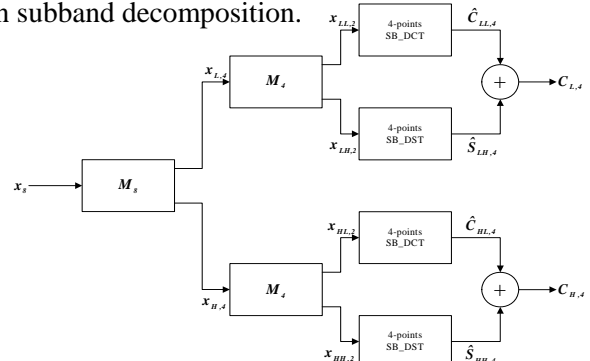 n subband decomposition.
x_{LL,2}
4-points
SB_DCT
Ĉ_{LL,4}
x_{L,4}
M_4
+
C_{L,4}
x_{LH,2}
4-points
SB_DST
Ŝ_{LH,4}
x_8
M_8
x_{HL,2}
4-points
SB_DCT
Ĉ_{HL,4}
x_{H,4}
M_4
+
C_{H,4}
x_{HH,2}
4-points
SB_DST
Ŝ_{HH,4}